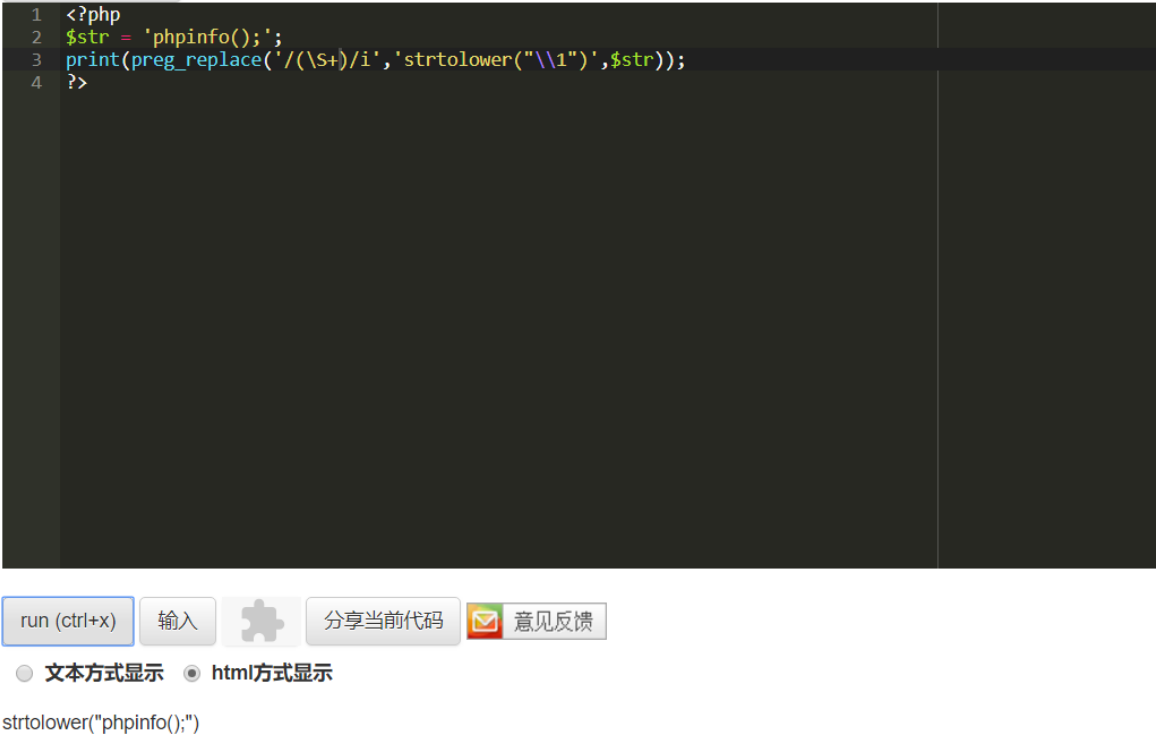 1 <?php
2 $str = 'phpinfo();';
3 print(preg_replace('/(\S+)/i','strtolower("\\1")',$str));
4 ?>
run (ctrl+x) 输入 分享当前代码 意见反馈
文本方式显示 html方式显示
strtolower("phpinfo();")